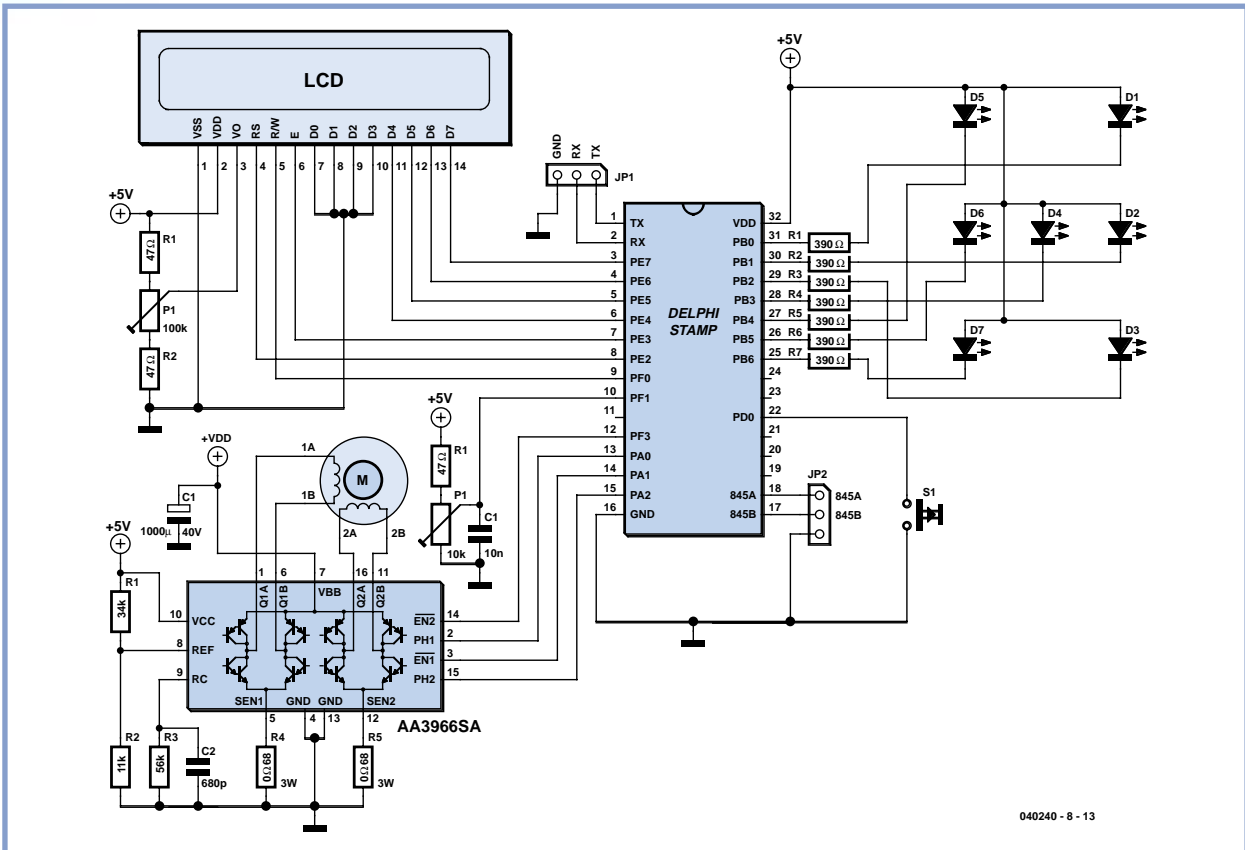 LCD
VSS VDD VO RS R/W E D0 D1 D2 D3 D4 D5 D6 D7
1 2 3 4 5 6 7 8 9 10 11 12 13 14
+5V
R1
47Ω
P1
100k
R2
47Ω
GND RX TX
JP1
+5V
D5
D1
D6
D4
D2
D7
D3
DELPHI
STAMP
1 TX
2 RX
3 PE7
4 PE6
5 PE5
6 PE4
7 PE3
8 PE2
9 PF0
10 PF1
11
12 PF3
13 PA0
14 PA1
15 PA2
16 GND
VDD 32
PB0 31 R1 390Ω
PB1 30 R2 390Ω
PB2 29 R3 390Ω
PB3 28 R4 390Ω
PB4 27 R5 390Ω
PB5 26 R6 390Ω
PB6 25 R7 390Ω
24
23
PD0 22
21
20
19
845A 18
845B 17
JP2
845A
845B
S1
+VDD
C1
1000µ 40V
1A
1B
M
2A 2B
+5V
R1
47Ω
P1
10k
C1
10n
+5V
R1
34k
1 6 7 16 11
Q1A Q1B VBB Q2A Q2B
10 VCC
8 REF
9 RC
EN2 14
PH1 2
EN1 3
PH2 15
SEN1 GND GND SEN2
5 4 13 12
AA3966SA
R2
11k
R3
56k
C2
680p
R4
0Ω68
3W
R5
0Ω68
3W
040240 - 8 - 13